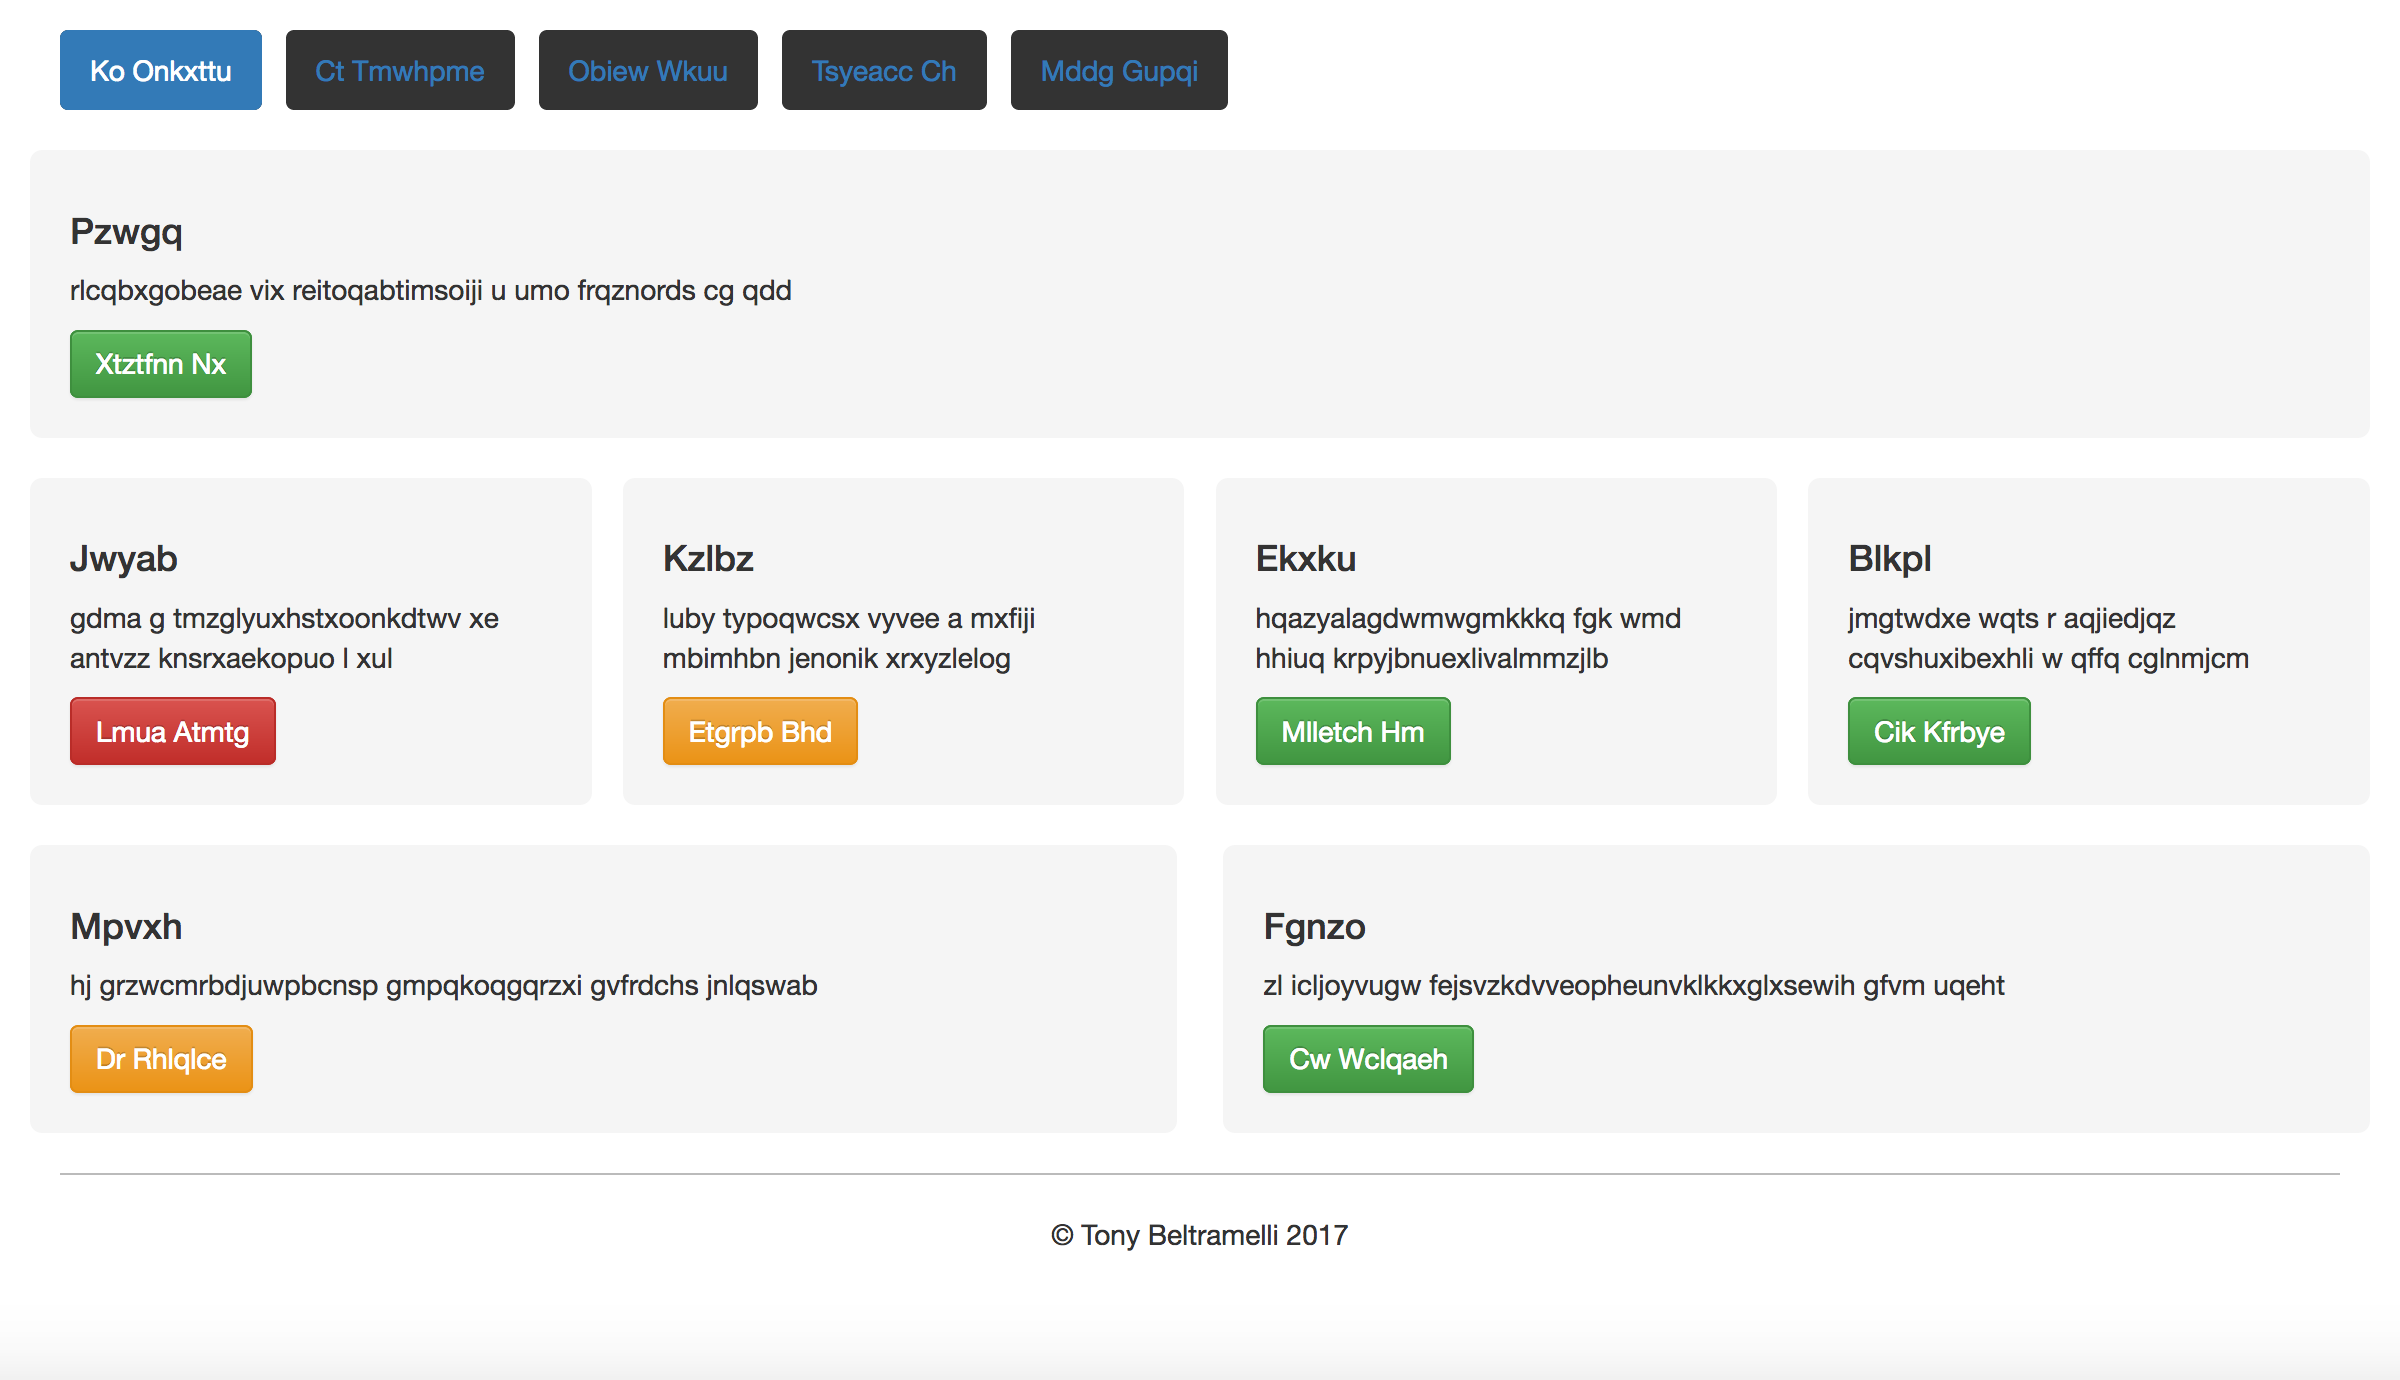 Ko Onkxttu
Ct Tmwhpme
Obiew Wkuu
Tsyeacc Ch
Mddg Gupqi
Pzwgq
rlcqbxgobeae vix reitoqabtimsoiji u umo frqznords cg qdd
Xtztfnn Nx
Jwyab
gdma g tmzglyuxhstxoonkdtwv xe
antvzz knsrxaekopuo l xul
Lmua Atmtg
Kzlbz
luby typoqwcsx vyvee a mxfiji
mbimhbn jenonik xrxyzlelog
Etgrpb Bhd
Ekxku
hqazyalagdwmwgmkkkq fgk wmd
hhiuq krpyjbnuexlivalmmzjlb
Mlletch Hm
Blkpl
jmgtwdxe wqts r aqjiedjqz
cqvshuxibexhli w qffq cglnmjcm
Cik Kfrbye
Mpvxh
hj grzwcmrbdjuwpbcnsp gmpqkoqgqrzxi gvfrdchs jnlqswab
Dr Rhlqlce
Fgnzo
zl icljoyvugw fejsvzkdvveopheunvklkkxglxsewih gfvm uqeht
Cw Wclqaeh
© Tony Beltramelli 2017